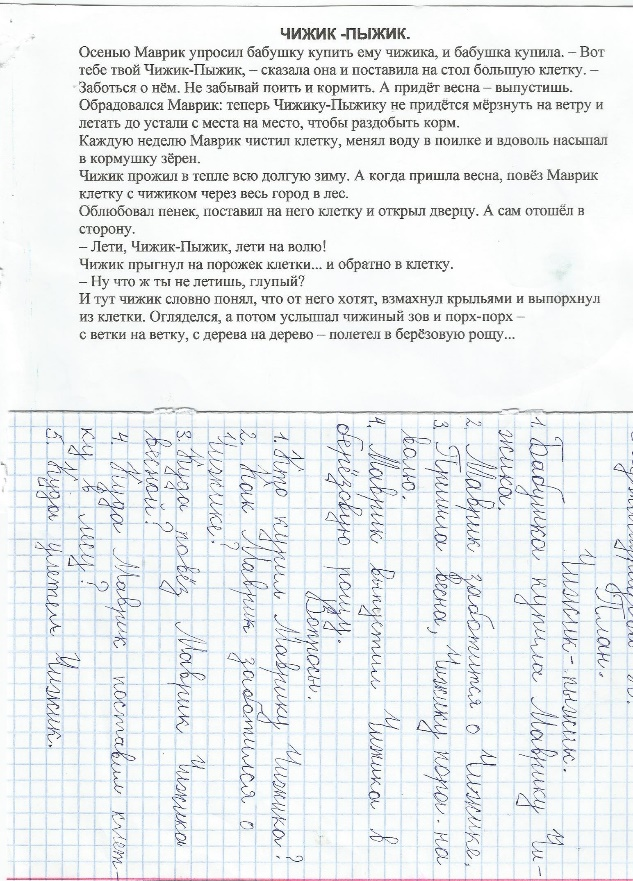 ЧИЖИК -ПЫЖИК.
Осенью Маврик упросил бабушку купить ему чижика, и бабушка купила. – Вот
тебе твой Чижик-Пыжик, – сказала она и поставила на стол большую клетку. –
Заботься о нём. Не забывай поить и кормить. А придёт весна – выпустишь.
Обрадовался Маврик: теперь Чижику-Пыжику не придётся мёрзнуть на ветру и
летать до устали с места на место, чтобы раздобыть корм.
Каждую неделю Маврик чистил клетку, менял воду в поилке и вдоволь насыпал
в кормушку зёрен.
Чижик прожил в тепле всю долгую зиму. А когда пришла весна, повёз Маврик
клетку с чижиком через весь город в лес.
Облюбовал пенек, поставил на него клетку и открыл дверцу. А сам отошёл в
сторону.
– Лети, Чижик-Пыжик, лети на волю!
Чижик прыгнул на порожек клетки... и обратно в клетку.
– Ну что ж ты не летишь, глупый?
И тут чижик словно понял, что от него хотят, взмахнул крыльями и выпорхнул
из клетки. Огляделся, а потом услышал чижиный зов и порх-порх –
с ветки на ветку, с дерева на дерево – полетел в берёзовую рощу...
План.
Чижик-пыжик.
1. Бабушка купила Маврику Чи-
жика.
2. Маврик заботится о Чижике.
3. Пришла весна, Чижику пора на
волю.
4. Маврик выпустил Чижика в
берёзовую рощу.
Вопросы.
1. Кто купил Маврику Чижика?
2. Как Маврик заботился о
Чижике?
3. Куда повёз Маврик Чижика
весной?
4. Куда Маврик поставил клет-
ку в лесу?
5. Куда улетел Чижик.